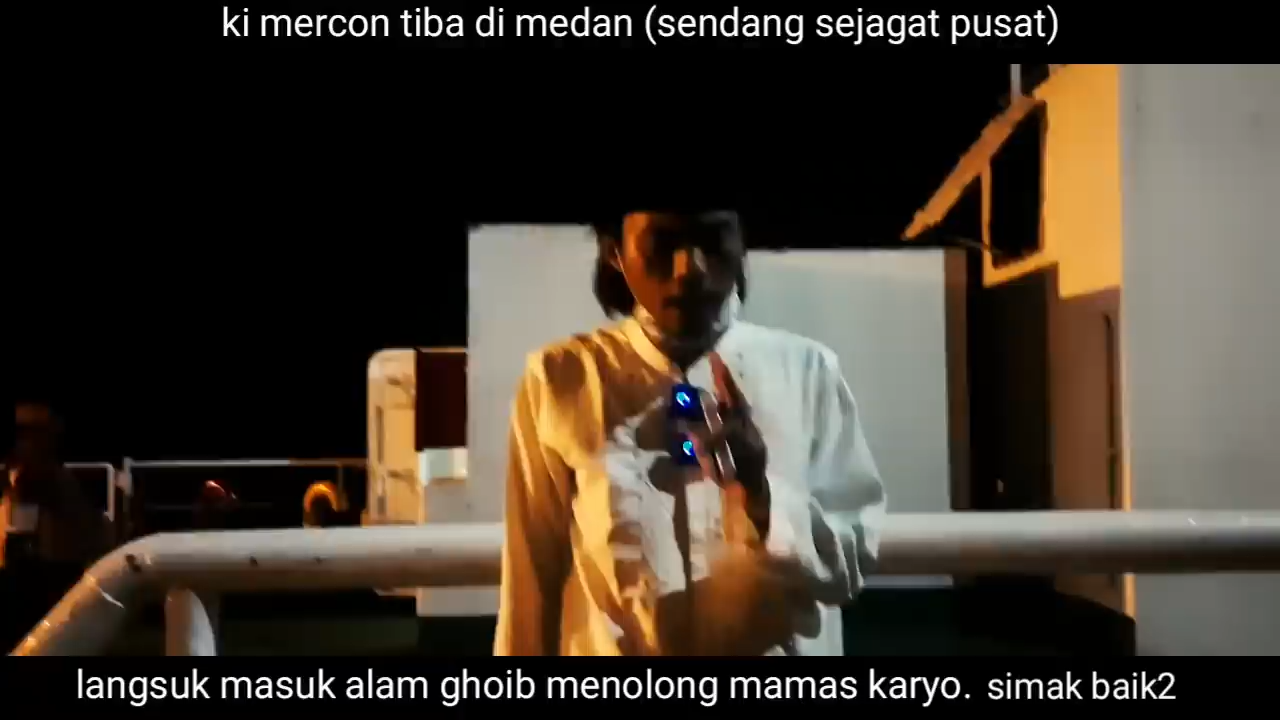 ki mercon tiba di medan (sendang sejagat pusat)
langsuk masuk alam ghoib menolong mamas karyo. simak baik2